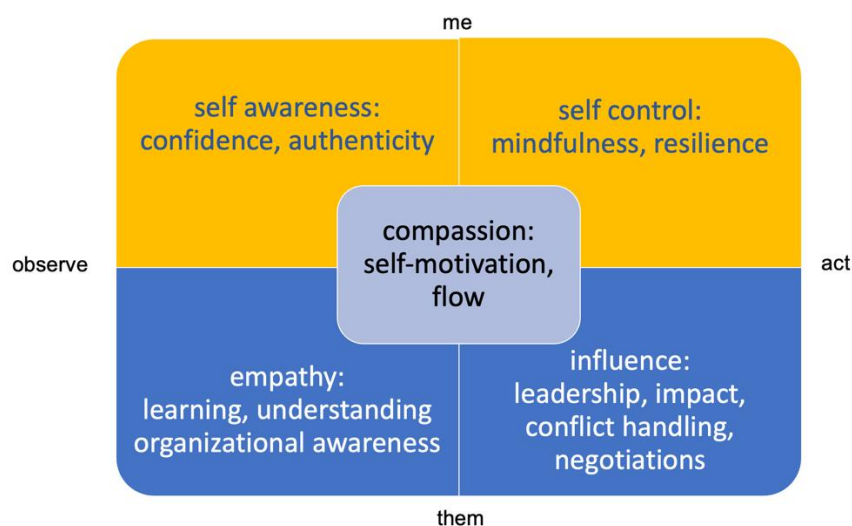 me
self awareness:
confidence, authenticity
self control:
mindfulness, resilience
compassion:
self-motivation,
flow
observe
act
empathy:
learning, understanding
organizational awareness
influence:
leadership, impact,
conflict handling,
negotiations
them